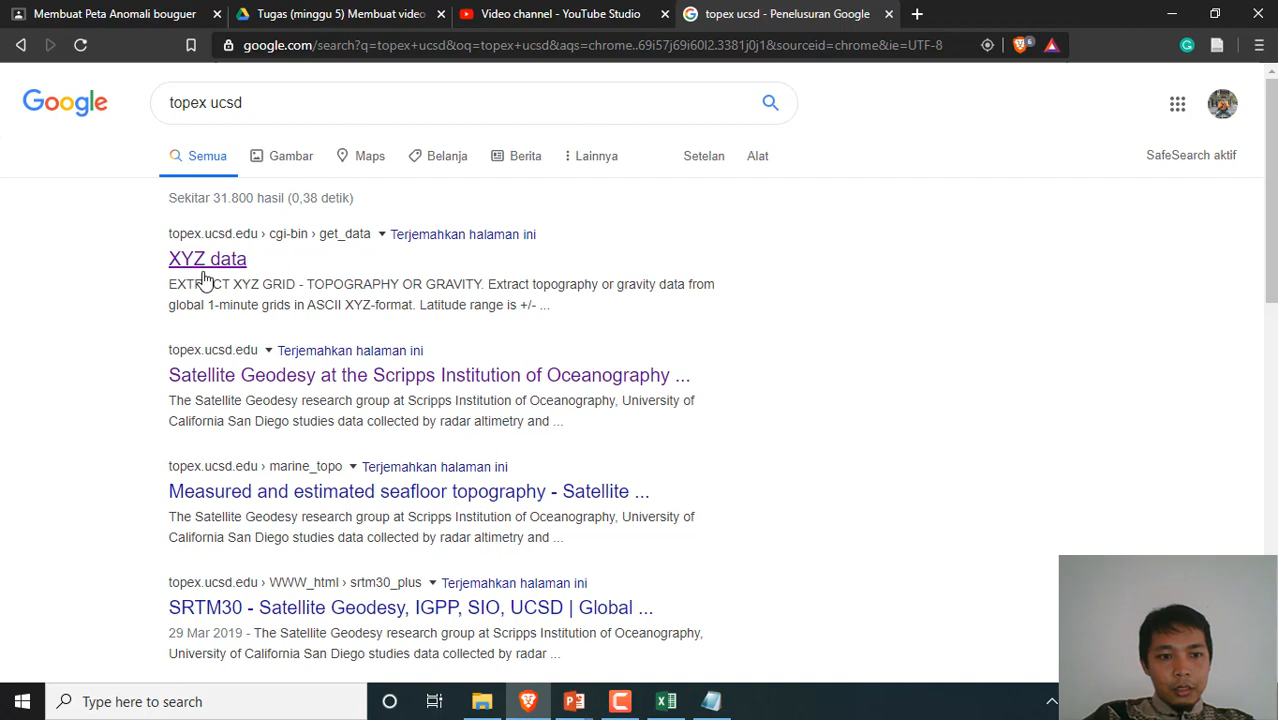 Membuat Peta Anomali bouguer
Tugas (minggu 5) Membuat video
Video channel - YouTube Studio
topex ucsd - Penelusuran Google
google.com/search?q=topex+ucsd&oq=topex+ucsd&aqs=chrome..69i57j69i60l2.3381j0j1&sourceid=chrome&ie=UTF-8
6
Google
topex ucsd
Semua
Gambar
Maps
Belanja
Berita
Lainnya
Setelan
Alat
SafeSearch aktif
Sekitar 31.800 hasil (0,38 detik)
topex.ucsd.edu › cgi-bin › get_data Terjemahkan halaman ini
XYZ data
EXTRACT XYZ GRID - TOPOGRAPHY OR GRAVITY. Extract topography or gravity data from
global 1-minute grids in ASCII XYZ-format. Latitude range is +/- ...
topex.ucsd.edu Terjemahkan halaman ini
Satellite Geodesy at the Scripps Institution of Oceanography ...
The Satellite Geodesy research group at Scripps Institution of Oceanography, University of
California San Diego studies data collected by radar altimetry and ...
topex.ucsd.edu › marine_topo Terjemahkan halaman ini
Measured and estimated seafloor topography - Satellite ...
The Satellite Geodesy research group at Scripps Institution of Oceanography, University of
California San Diego studies data collected by radar altimetry and ...
topex.ucsd.edu › WWW_html › srtm30_plus Terjemahkan halaman ini
SRTM30 - Satellite Geodesy, IGPP, SIO, UCSD | Global ...
29 Mar 2019 - The Satellite Geodesy research group at Scripps Institution of Oceanography,
University of California San Diego studies data collected by radar ...
Type here to search